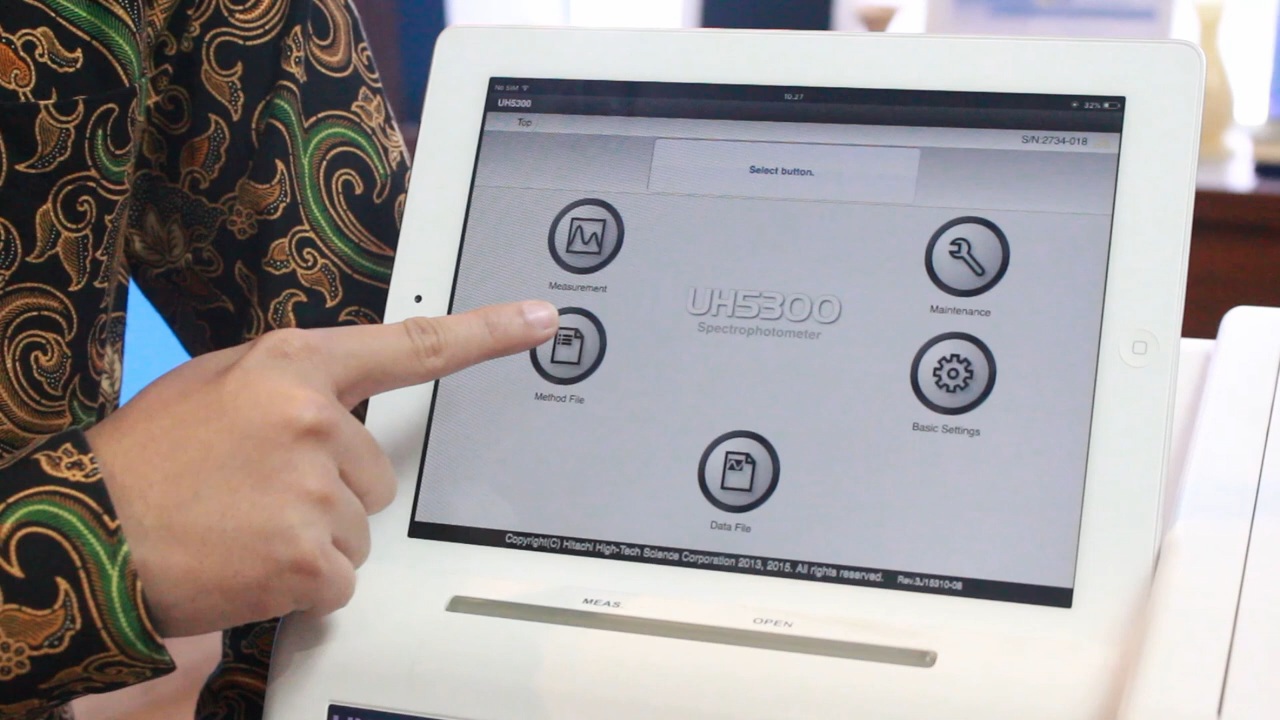 No SIM
10.27
32%
UH5300
Top
S/N:2734-018
Select button.
Measurement
Maintenance
UH5300
Spectrophotometer
Method File
Basic Settings
Data File
Copyright(C) Hitachi High-Tech Science Corporation 2013, 2015. All rights reserved. Rev.3J15310-08
MEAS
OPEN